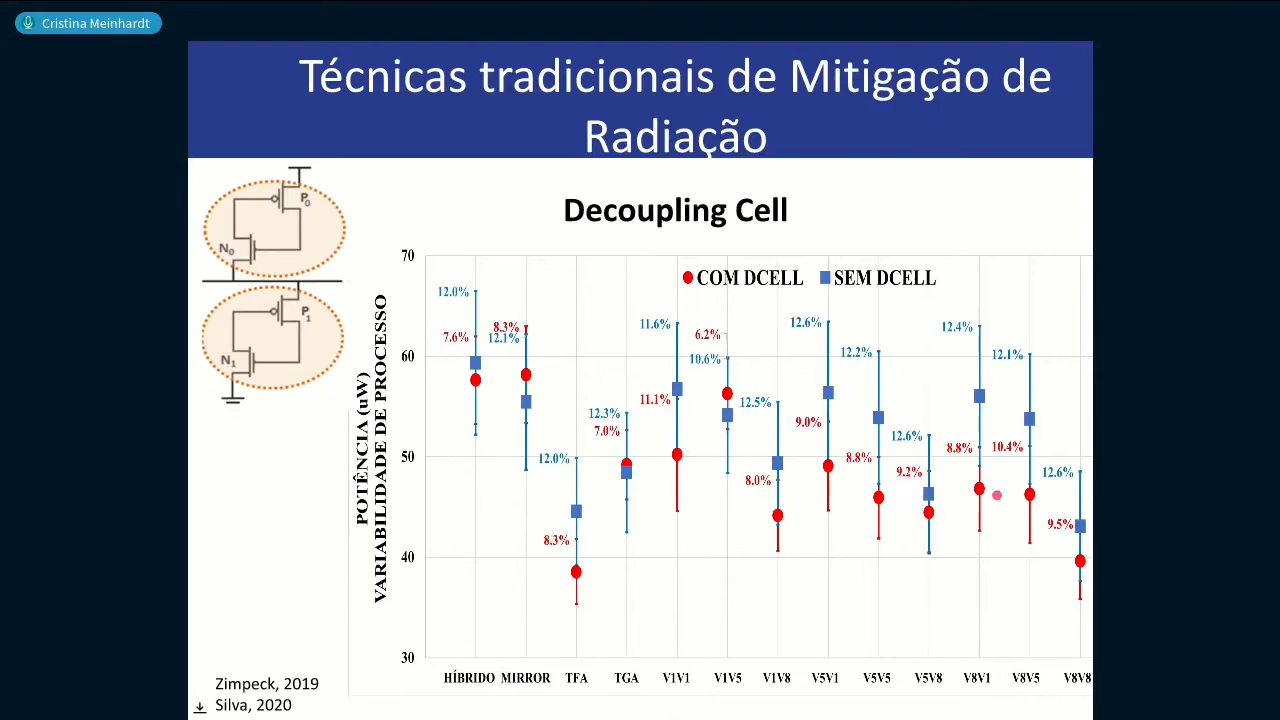 Cristina Meinhardt
Técnicas tradicionais de Mitigação de
Radiação
P0
N0
P1
N1
Decoupling Cell
POTÊNCIA (uW)
VARIABILIDADE DE PROCESSO
70
60
50
40
30
COM DCELL SEM DCELL
12.0%
7.6%
8.3%
12.1%
12.0%
8.3%
12.3%
7.0%
11.6%
11.1%
6.2%
10.6%
12.5%
8.0%
12.6%
9.0%
12.2%
8.8%
12.6%
9.2%
12.4%
8.8%
12.1%
10.4%
12.6%
9.5%
HÍBRIDO MIRROR TFA TGA V1V1 V1V5 V1V8 V5V1 V5V5 V5V8 V8V1 V8V5 V8V8
Zimpeck, 2019
Silva, 2020